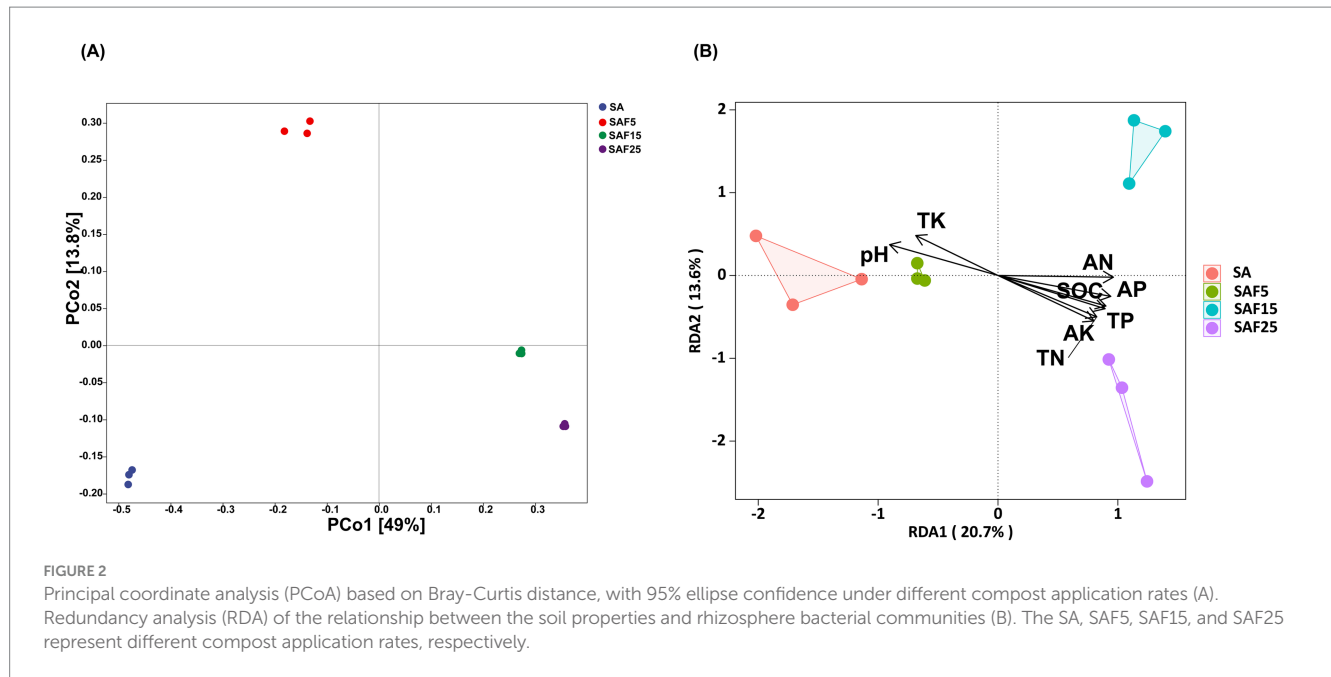 (A)
SA
SAF5
SAF15
SAF25
0.30
0.25
0.20
0.15
0.10
0.05
0.00
-0.05
-0.10
-0.15
-0.20
PCo2 [13.8%]
-0.5
-0.4
-0.3
-0.2
-0.1
0.0
0.1
0.2
0.3
PCo1 [49%]
(B)
2
1
0
-1
-2
RDA2 ( 13.6% )
TK
pH
AN
SOC
AP
TP
AK
TN
-2
-1
0
1
RDA1 ( 20.7% )
SA
SAF5
SAF15
SAF25
FIGURE 2
Principal coordinate analysis (PCoA) based on Bray-Curtis distance, with 95% ellipse confidence under different compost application rates (A).
Redundancy analysis (RDA) of the relationship between the soil properties and rhizosphere bacterial communities (B). The SA, SAF5, SAF15, and SAF25
represent different compost application rates, respectively.